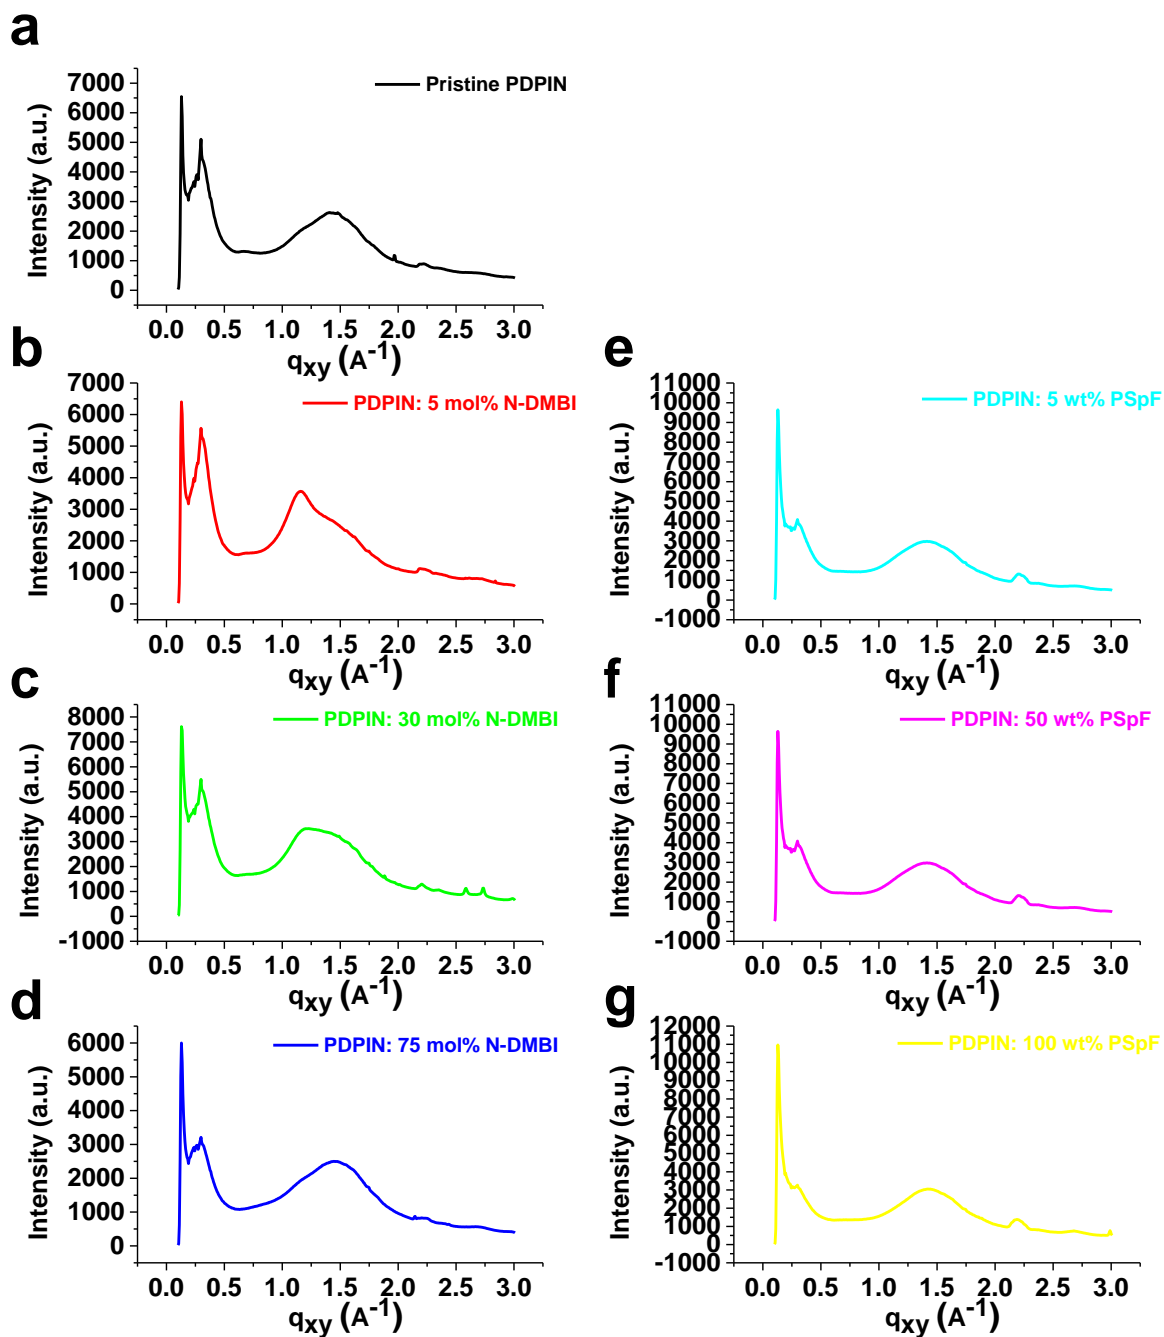 a
Pristine PDPIN
7000
6000
5000
4000
3000
2000
1000
0
Intensity (a.u.)
0.0 0.5 1.0 1.5 2.0 2.5 3.0
qxy (A-1)
b
PDPIN: 5 mol% N-DMBI
7000
6000
5000
4000
3000
2000
1000
0
Intensity (a.u.)
0.0 0.5 1.0 1.5 2.0 2.5 3.0
qxy (A-1)
c
PDPIN: 30 mol% N-DMBI
8000
7000
6000
5000
4000
3000
2000
1000
0
-1000
Intensity (a.u.)
0.0 0.5 1.0 1.5 2.0 2.5 3.0
qxy (A-1)
d
PDPIN: 75 mol% N-DMBI
6000
5000
4000
3000
2000
1000
0
Intensity (a.u.)
0.0 0.5 1.0 1.5 2.0 2.5 3.0
qxy (A-1)
e
PDPIN: 5 wt% PSpF
11000
10000
9000
8000
7000
6000
5000
4000
3000
2000
1000
0
-1000
Intensity (a.u.)
0.0 0.5 1.0 1.5 2.0 2.5 3.0
qxy (A-1)
f
PDPIN: 50 wt% PSpF
11000
10000
9000
8000
7000
6000
5000
4000
3000
2000
1000
0
-1000
Intensity (a.u.)
0.0 0.5 1.0 1.5 2.0 2.5 3.0
qxy (A-1)
g
PDPIN: 100 wt% PSpF
12000
11000
10000
9000
8000
7000
6000
5000
4000
3000
2000
1000
0
-1000
Intensity (a.u.)
0.0 0.5 1.0 1.5 2.0 2.5 3.0
qxy (A-1)